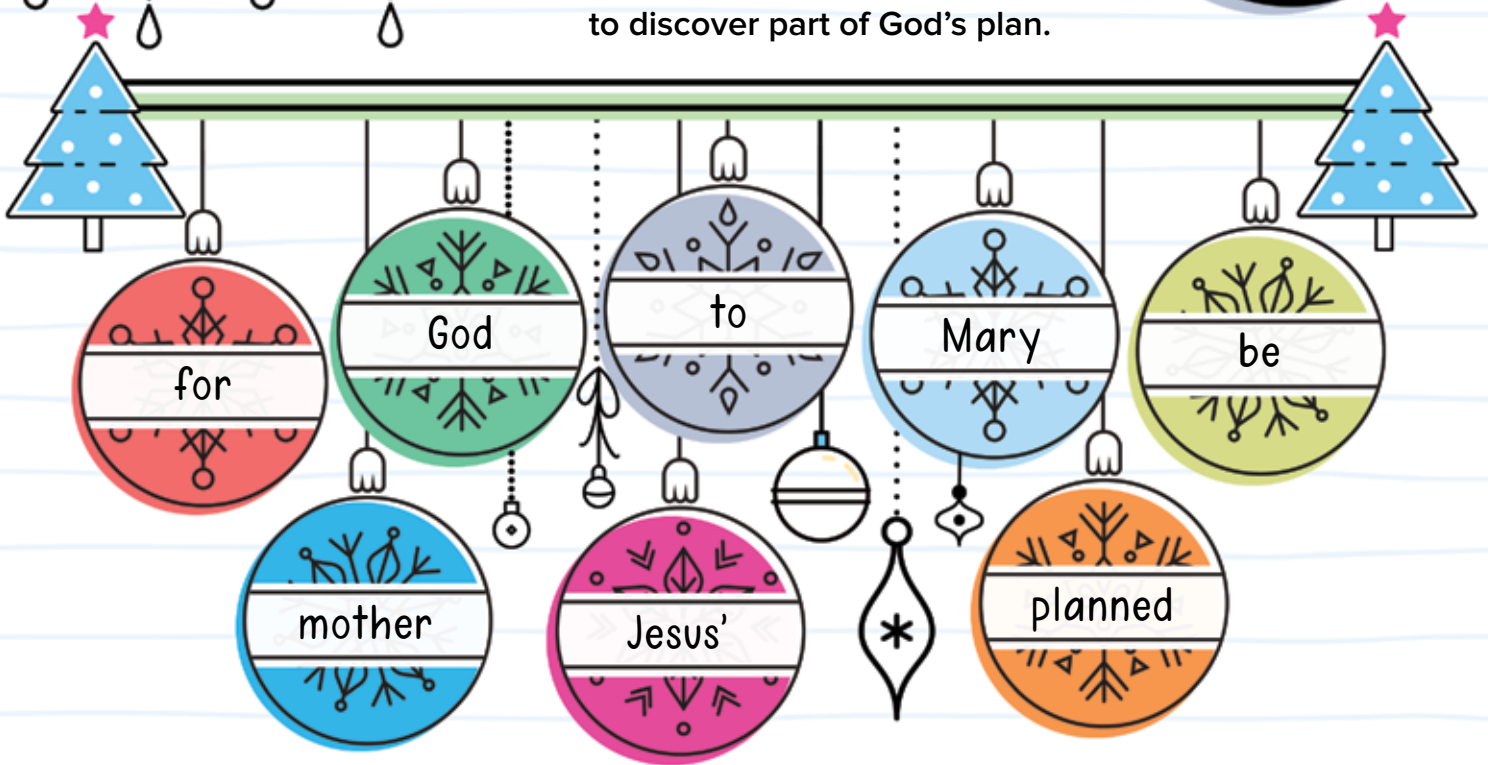 to discover part of God’s plan.
for
God
to
Mary
be
mother
Jesus’
planned